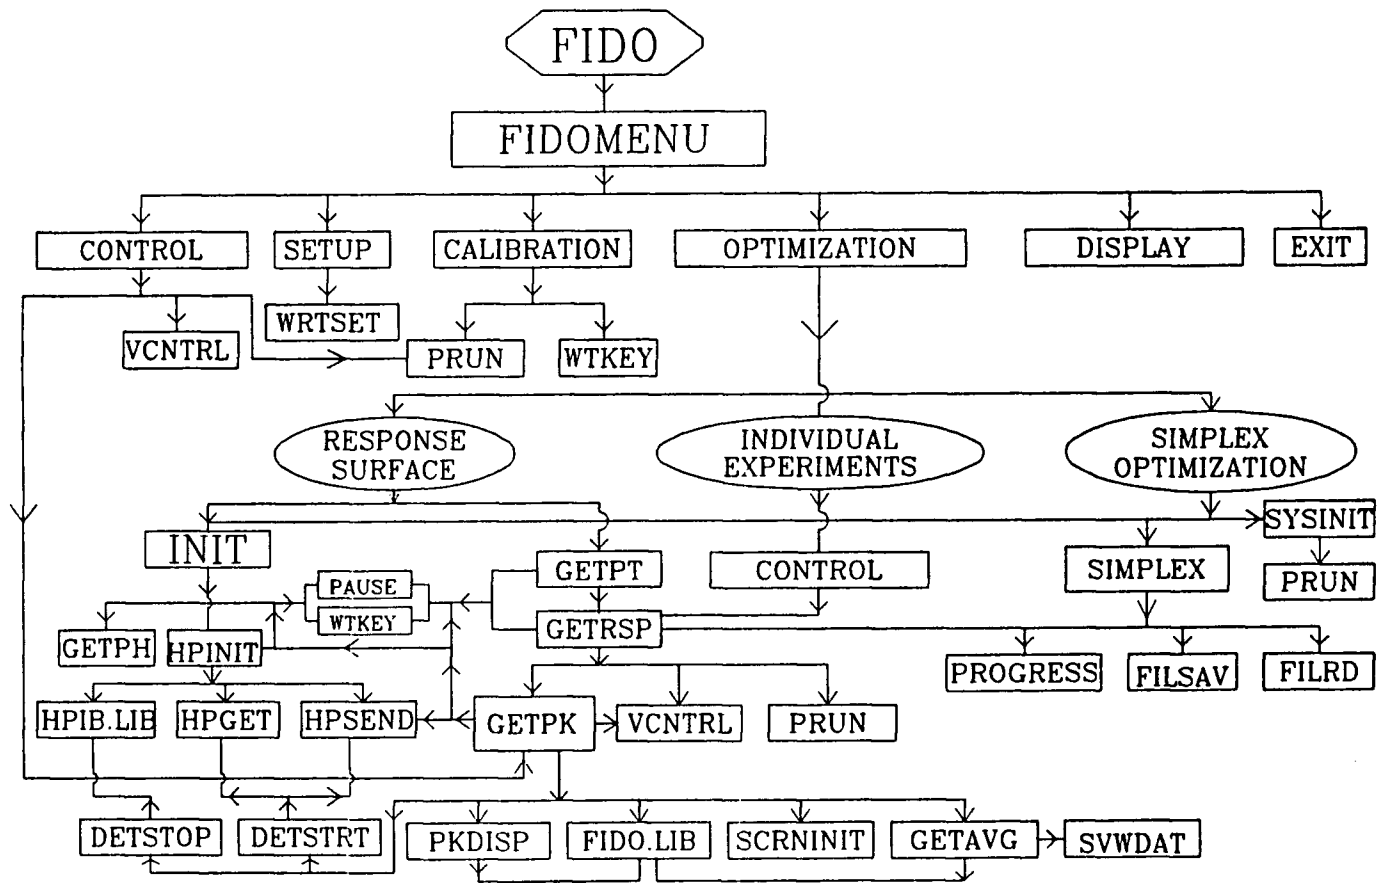 FIDO
FIDOMENU
CONTROL
SETUP
CALIBRATION
OPTIMIZATION
DISPLAY
EXIT
WRTSET
VCNTRL
PRUN
WTKEY
RESPONSE
SURFACE
INDIVIDUAL
EXPERIMENTS
SIMPLEX
OPTIMIZATION
SYSINIT
INIT
GETPT
CONTROL
SIMPLEX
PRUN
PAUSE
WTKEY
GETRSP
GETPH
HPINIT
PROGRESS
FILSAV
FILRD
HPIB.LIB
HPGET
HPSEND
GETPK
VCNTRL
PRUN
DETSTOP
DETSTRT
PKDISP
FIDO.LIB
SCRNINIT
GETAVG
SVWDAT